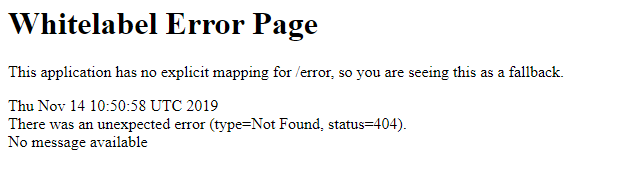 Whitelabel Error Page
This application has no explicit mapping for /error, so you are seeing this as a fallback.
Thu Nov 14 10:50:58 UTC 2019
There was an unexpected error (type=Not Found, status=404).
No message available